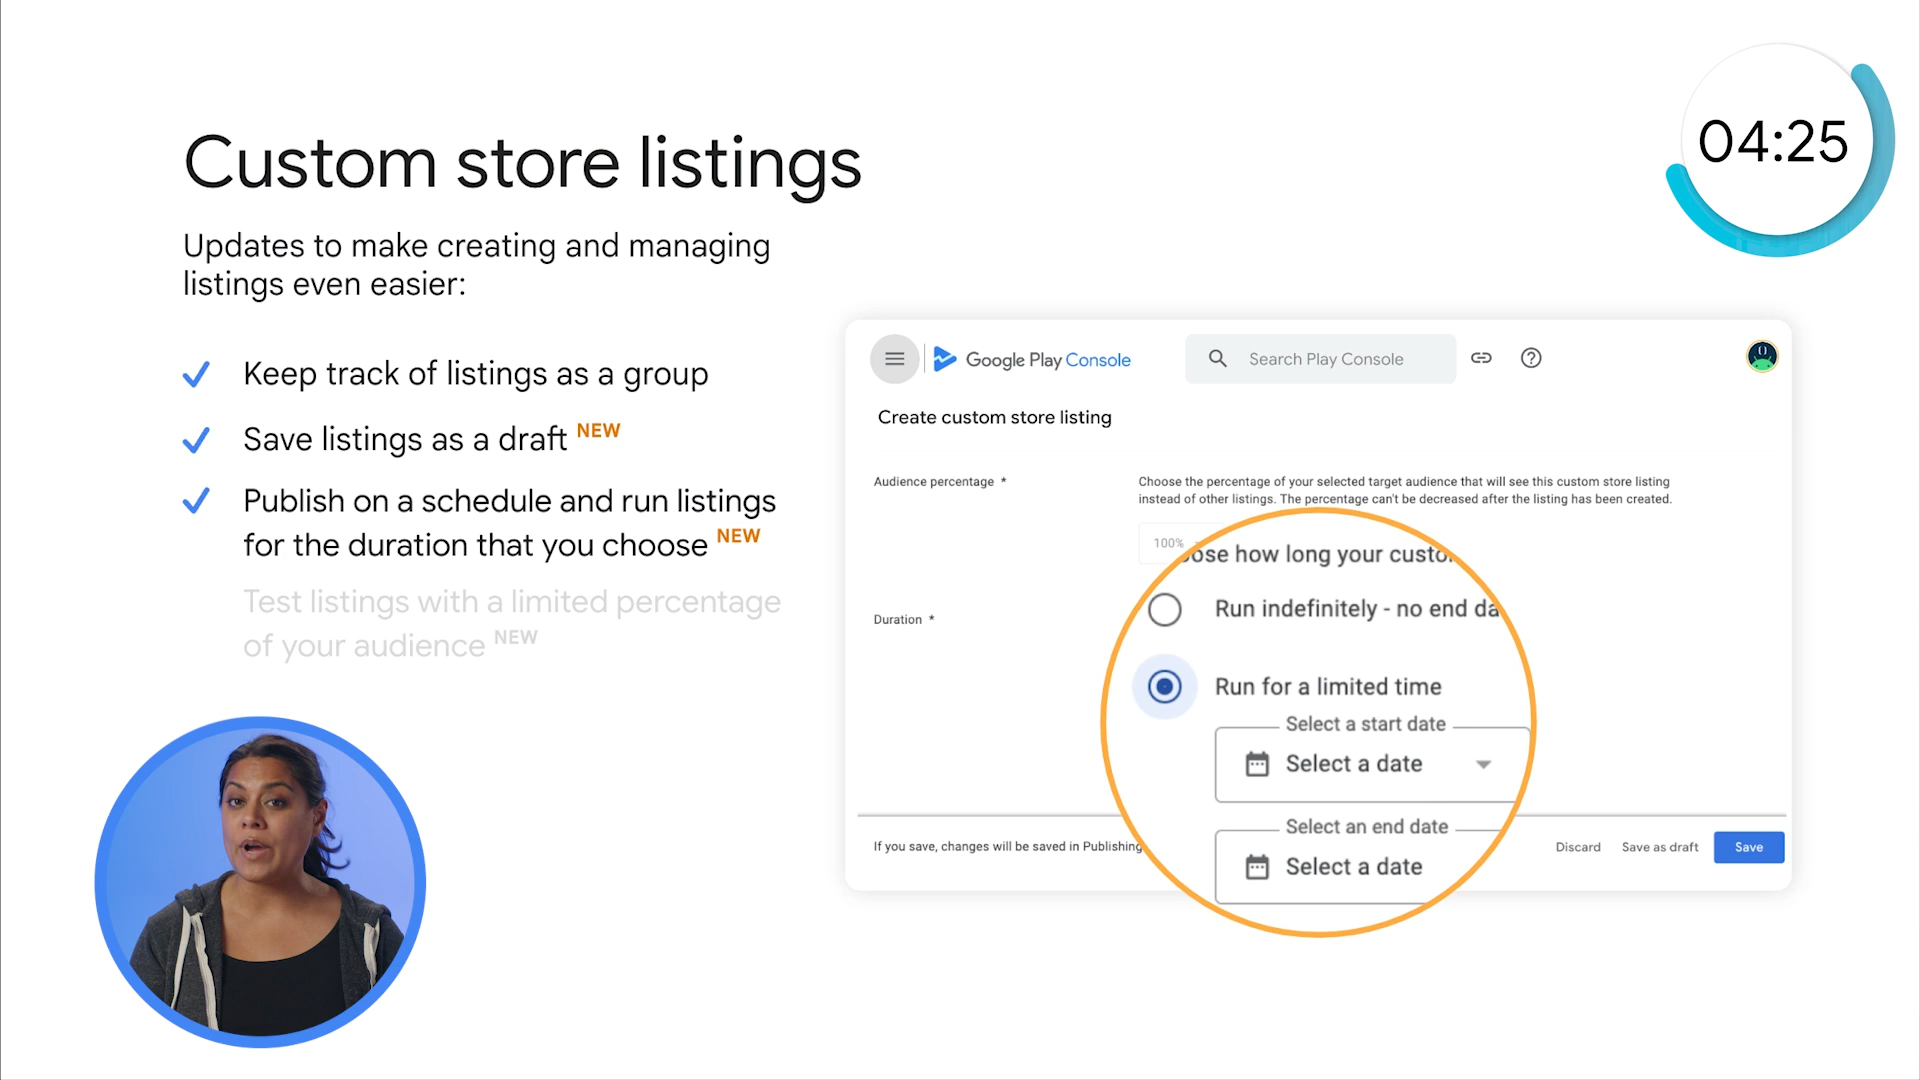 04:25
Custom store listings
Updates to make creating and managing
listings even easier:
Keep track of listings as a group
Save listings as a draft NEW
Publish on a schedule and run listings
for the duration that you choose NEW
Test listings with a limited percentage
of your audience NEW
Google Play Console
Search Play Console
Create custom store listing
Audience percentage *
Choose the percentage of your selected target audience that will see this custom store listing
instead of other listings. The percentage can't be decreased after the listing has been created.
100%
how long your
Duration *
Run indefinitely - no end
Run for a limited time
Select a start date
Select a date
Select an end date
Select a date
If you save, changes will be saved in Publishing
Discard
Save as draft
Save